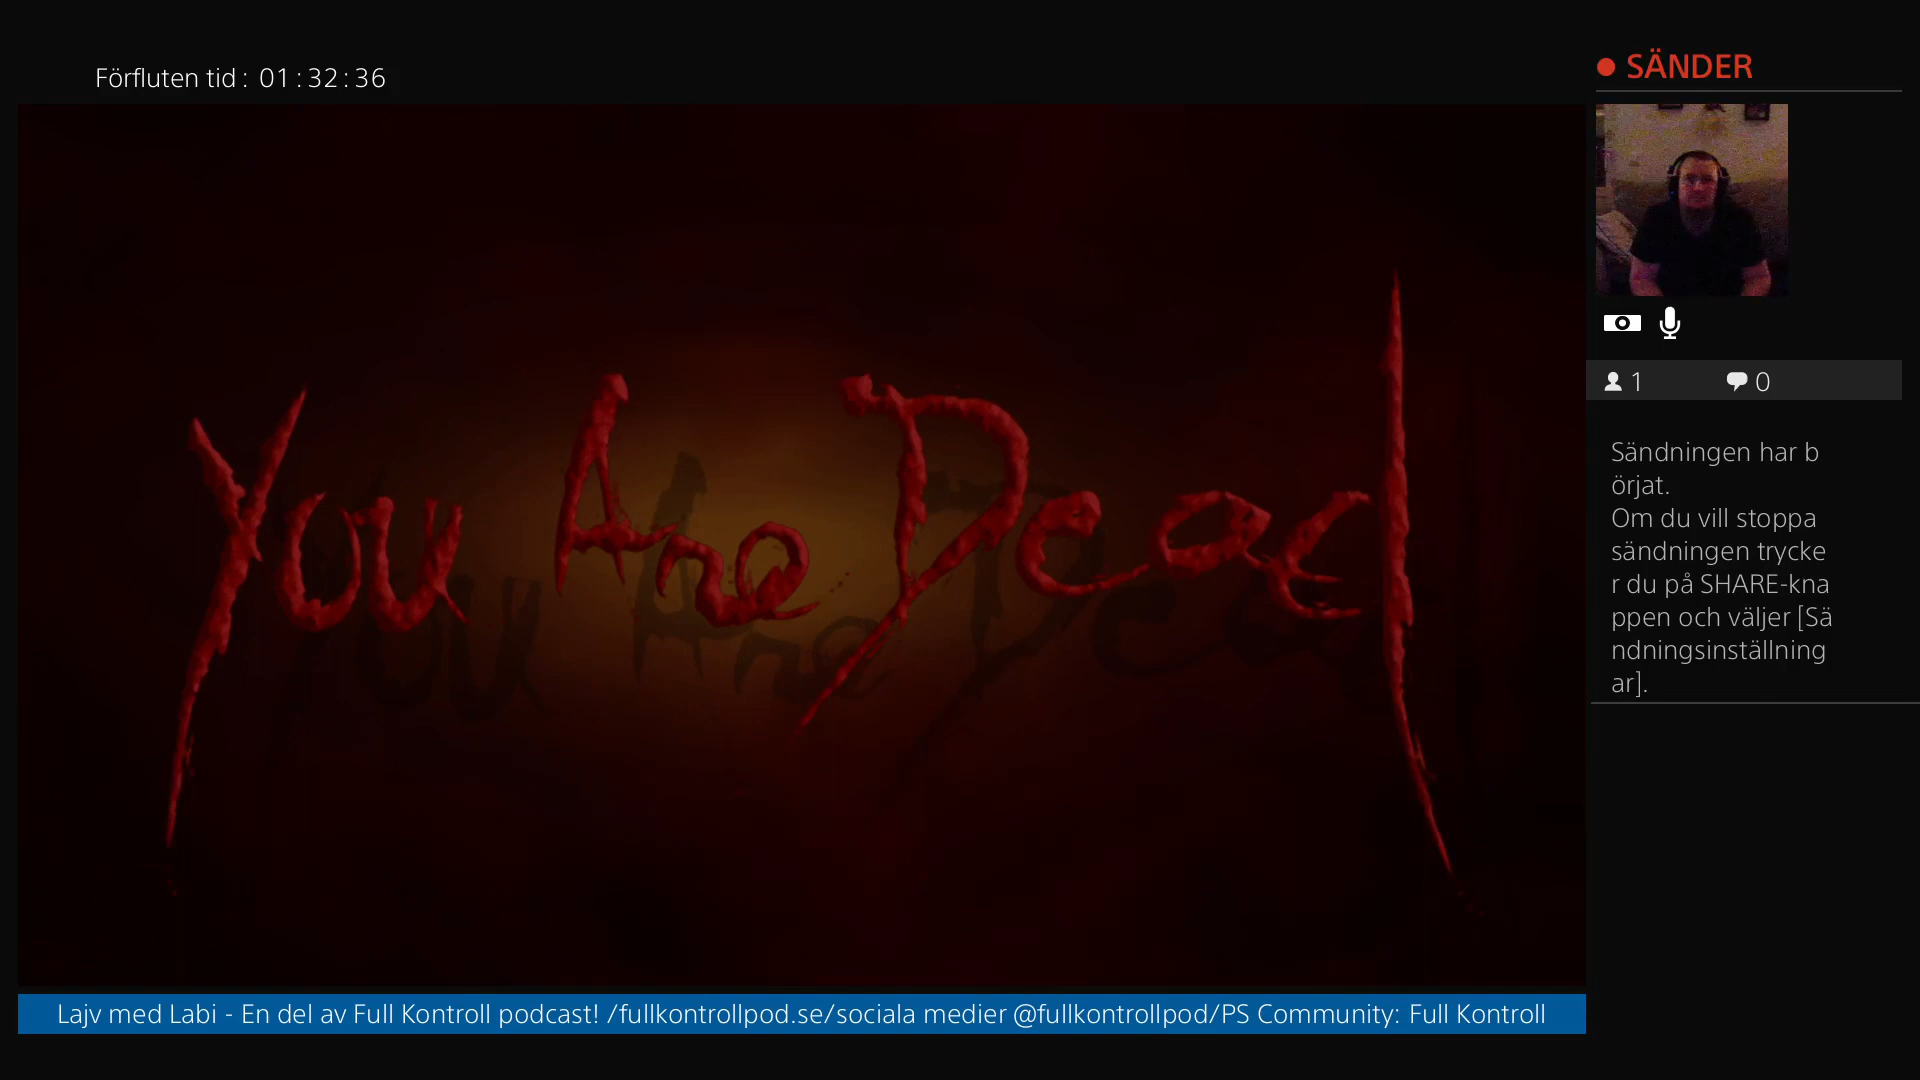 Förfluten tid : 01 : 32 : 36
SÄNDER
You Are Dead
1
0
Sändningen har b
örjat.
Om du vill stoppa
sändningen trycke
r du på SHARE-kna
ppen och väljer [Sä
ndningsinställning
ar].
Lajv med Labi - En del av Full Kontroll podcast! /fullkontrollpod.se/sociala medier @fullkontrollpod/PS Community: Full Kontroll